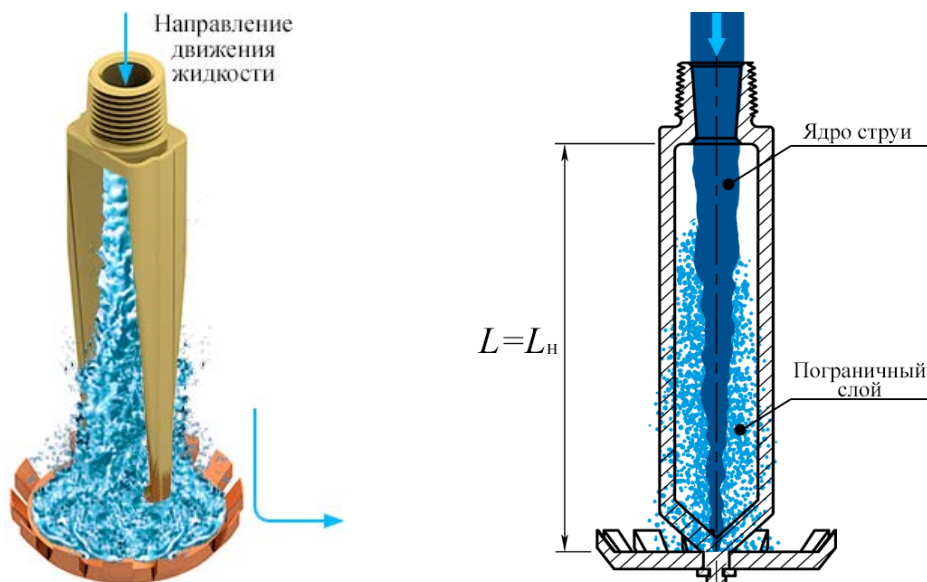 Направление
движения
жидкости
Ядро струи
L=Lн
Пограничный
слой